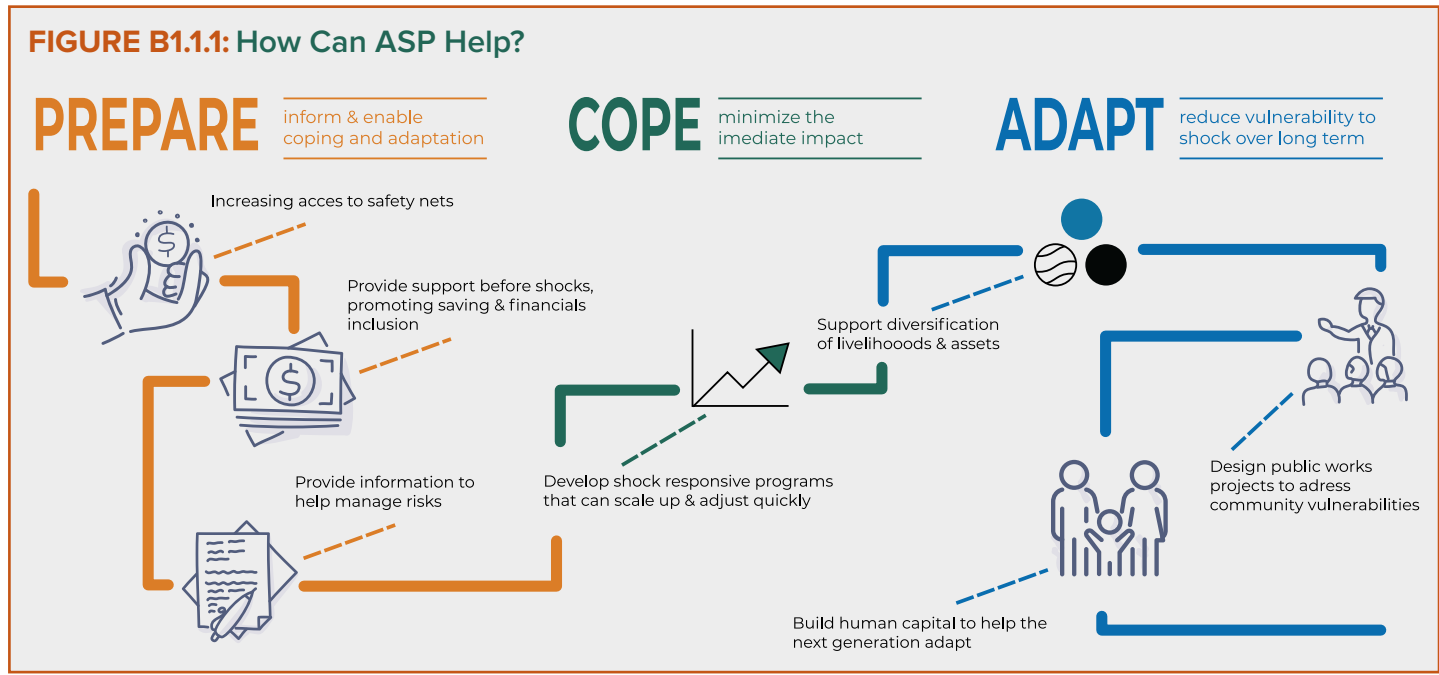 FIGURE B1.1.1: How Can ASP Help?
PREPARE
inform & enable
coping and adaptation
COPE
minimize the
imediate impact
ADAPT
reduce vulnerability to
shock over long term
Increasing acces to safety nets
$
Provide support before shocks,
promoting saving & financials
inclusion
$
Provide information to
help manage risks
Develop shock responsive programs
that can scale up & adjust quickly
Support diversification
of livelihooods & assets
Design public works
projects to adress
community vulnerabilities
Build human capital to help the
next generation adapt